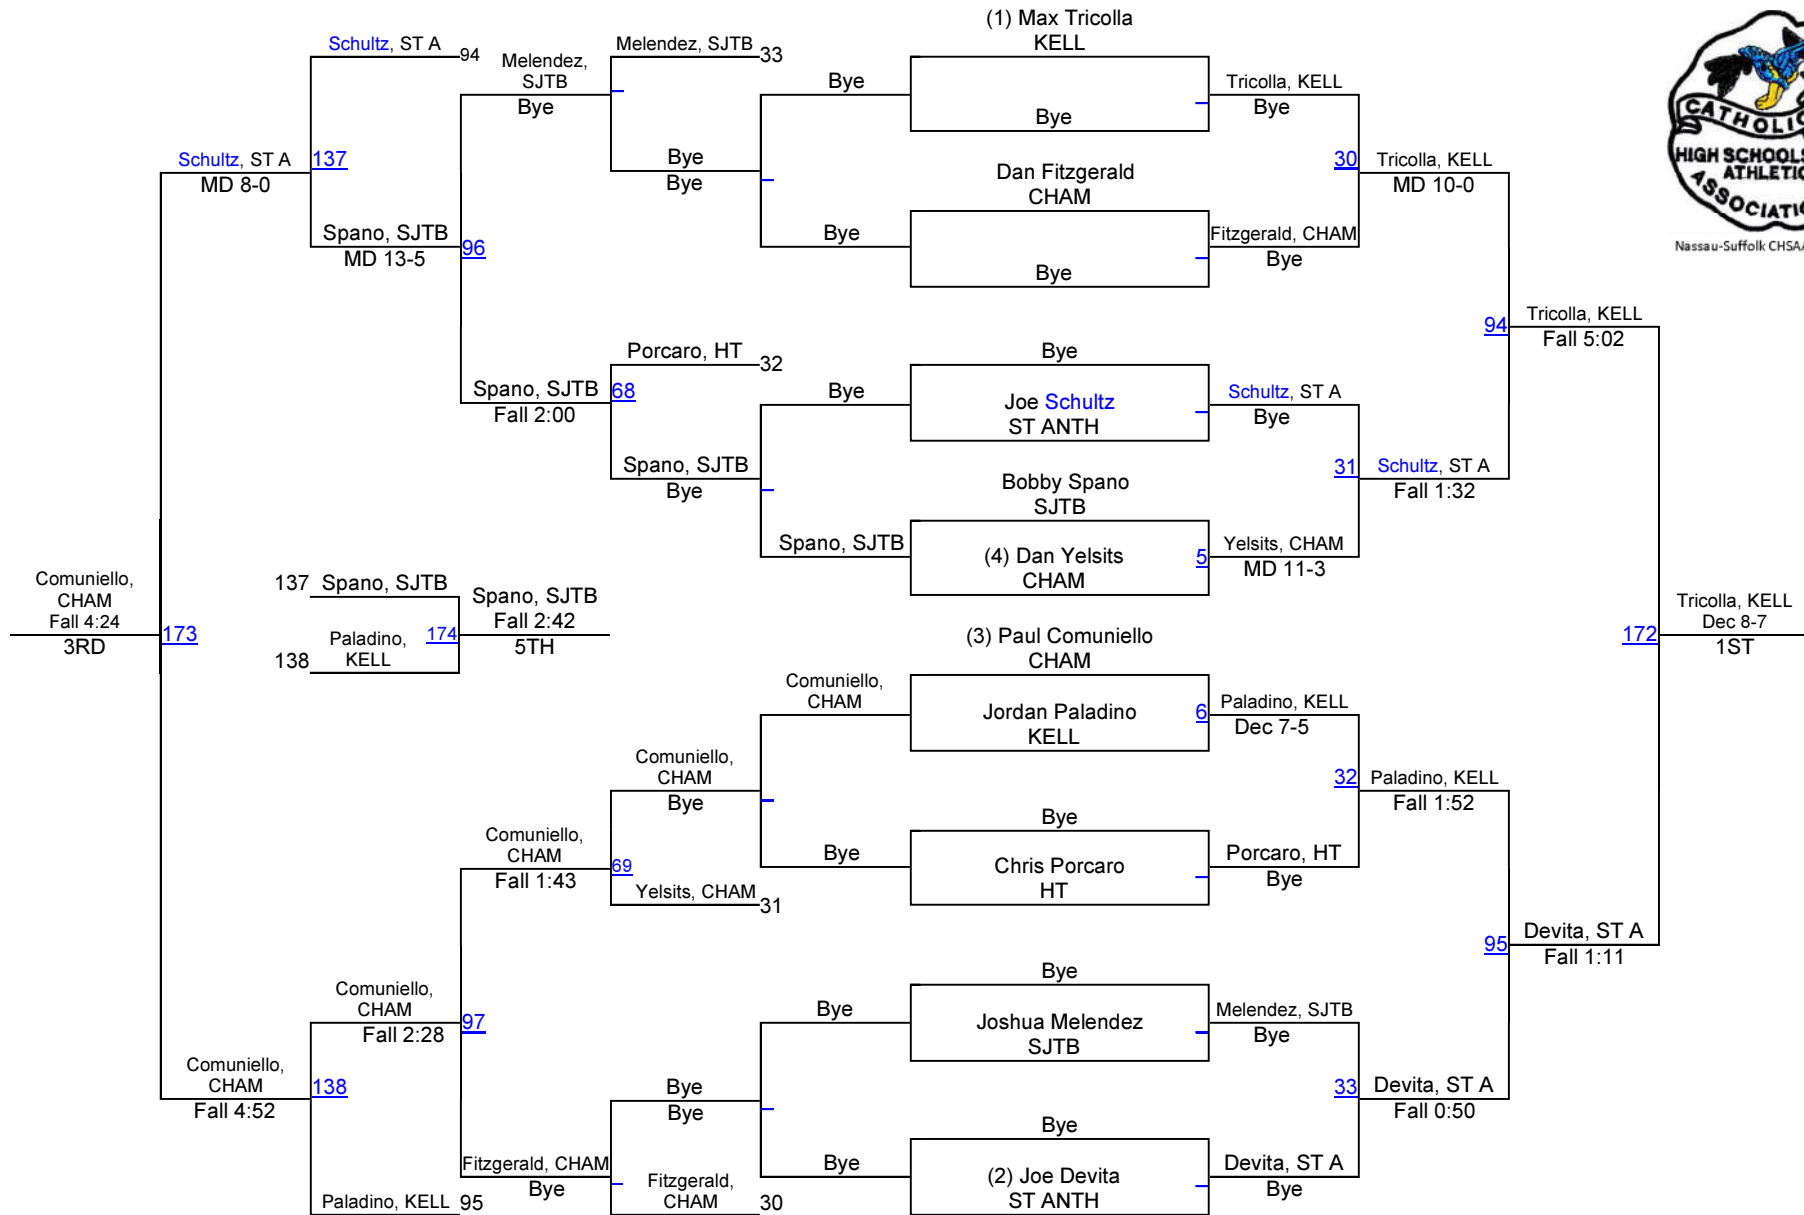 (1) Max Tricolla
KELL
Bye
Dan Fitzgerald
CHAM
Bye
Bye
Joe Schultz
ST ANTH
Bobby Spano
SJTB
(4) Dan Yelsits
CHAM
5
(3) Paul Comuniello
CHAM
Jordan Paladino
KELL
6
Bye
Chris Porcaro
HT
Bye
Joshua Melendez
SJTB
Bye
(2) Joe Devita
ST ANTH
Tricolla, KELL
Bye
Fitzgerald, CHAM
Bye
Schultz, ST A
Bye
Yelsits, CHAM
MD 11-3
Paladino, KELL
Dec 7-5
Porcaro, HT
Bye
Melendez, SJTB
Bye
Devita, ST A
Bye
30
Tricolla, KELL
MD 10-0
31
Schultz, ST A
Fall 1:32
32
Paladino, KELL
Fall 1:52
33
Devita, ST A
Fall 0:50
94
Tricolla, KELL
Fall 5:02
95
Devita, ST A
Fall 1:11
172
Tricolla, KELL
Dec 8-7
1ST
Bye
Bye
Bye
Spano, SJTB
Comuniello,
CHAM
Bye
Bye
Bye
Melendez, SJTB
33
Bye
Bye
Porcaro, HT
32
Spano, SJTB
Bye
Comuniello,
CHAM
Bye
Yelsits, CHAM
31
Bye
Bye
Fitzgerald,
CHAM
30
Melendez,
SJTB
Bye
68
Spano, SJTB
Fall 2:00
69
Comuniello,
CHAM
Fall 1:43
Fitzgerald, CHAM
Bye
Schultz, ST A
94
96
Spano, SJTB
MD 13-5
97
Comuniello,
CHAM
Fall 2:28
Paladino, KELL
95
137
Schultz, ST A
MD 8-0
138
Comuniello,
CHAM
Fall 4:52
173
Comuniello,
CHAM
Fall 4:24
3RD
137
Spano, SJTB
138
Paladino,
KELL
174
Spano, SJTB
Fall 2:42
5TH
CATHOLIC
HIGH SCHOOLS
ATHLETIC
Nassau-Suffolk